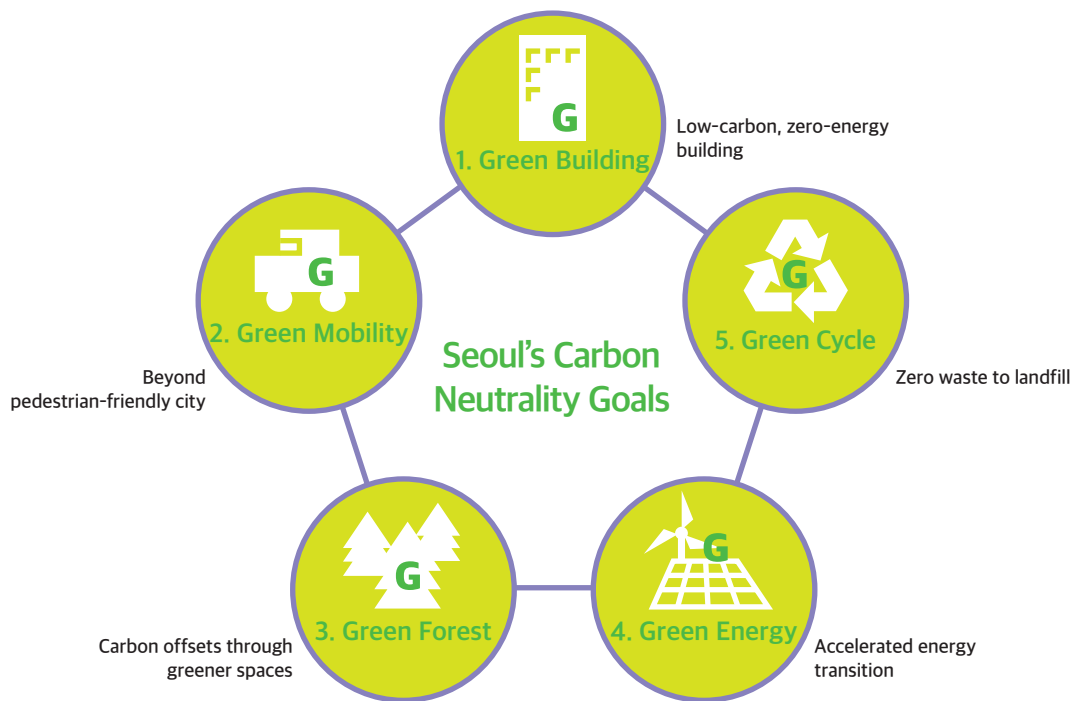 G
1. Green Building
Low-carbon, zero-energy
building
G
2. Green Mobility
Beyond
pedestrian-friendly city
G
3. Green Forest
Carbon offsets through
greener spaces
G
4. Green Energy
Accelerated energy
transition
G
5. Green Cycle
Zero waste to landfill
Seoul’s Carbon
Neutrality Goals